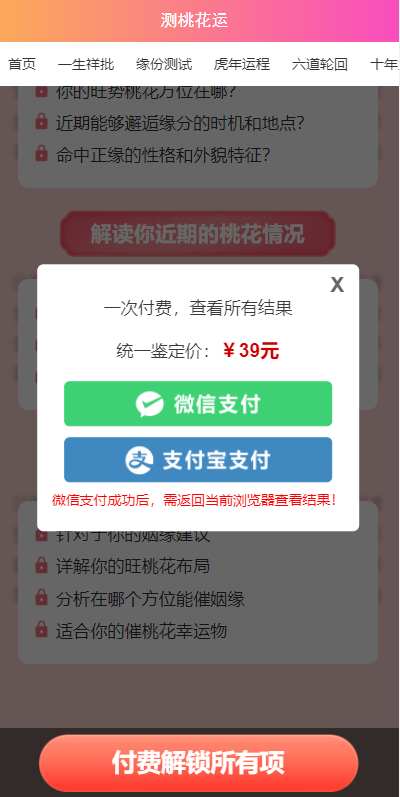 测桃花运
首页 一生祥批 缘份测试 虎年运程 六道轮回 十年
你的旺势桃花方位在哪?
近期能够邂逅缘分的时机和地点?
命中正缘的性格和外貌特征?
解读你近期的桃花情况
X
一次付费，查看所有结果
统一鉴定价：￥39元
微信支付
支付宝支付
微信支付成功后，需返回当前浏览器查看结果！
针对于你的姻缘建议
详解你的旺桃花布局
分析在哪个方位能催姻缘
适合你的催桃花幸运物
付费解锁所有项